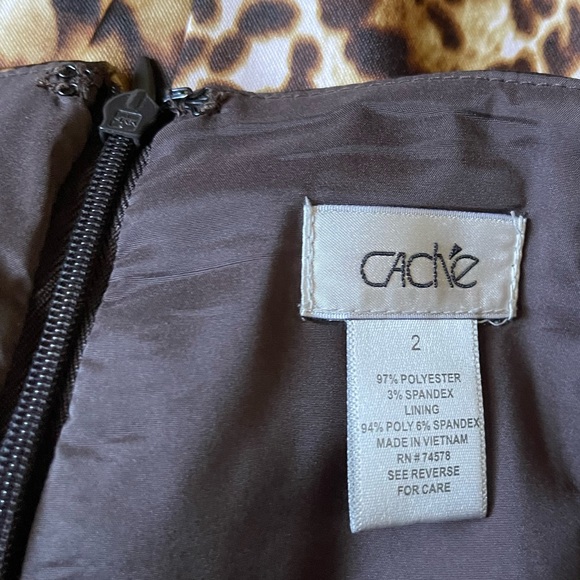 CAché
2
97% POLYESTER
3% SPANDEX
LINING
94% POLY 6% SPANDEX
MADE IN VIETNAM
RN # 74578
SEE REVERSE
FOR CARE